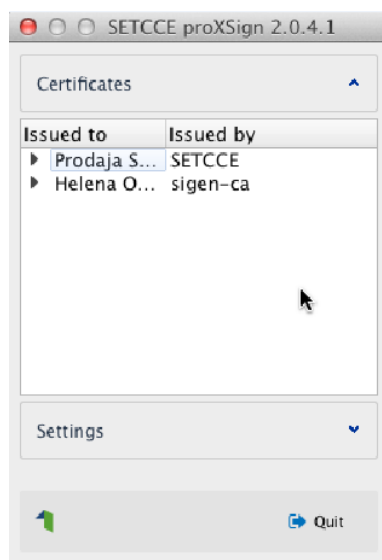 SETCCE proXSign 2.0.4.1
Certificates
Issued to Issued by
Prodaja S... SETCCE
Helena O... sigen-ca
Settings
Quit